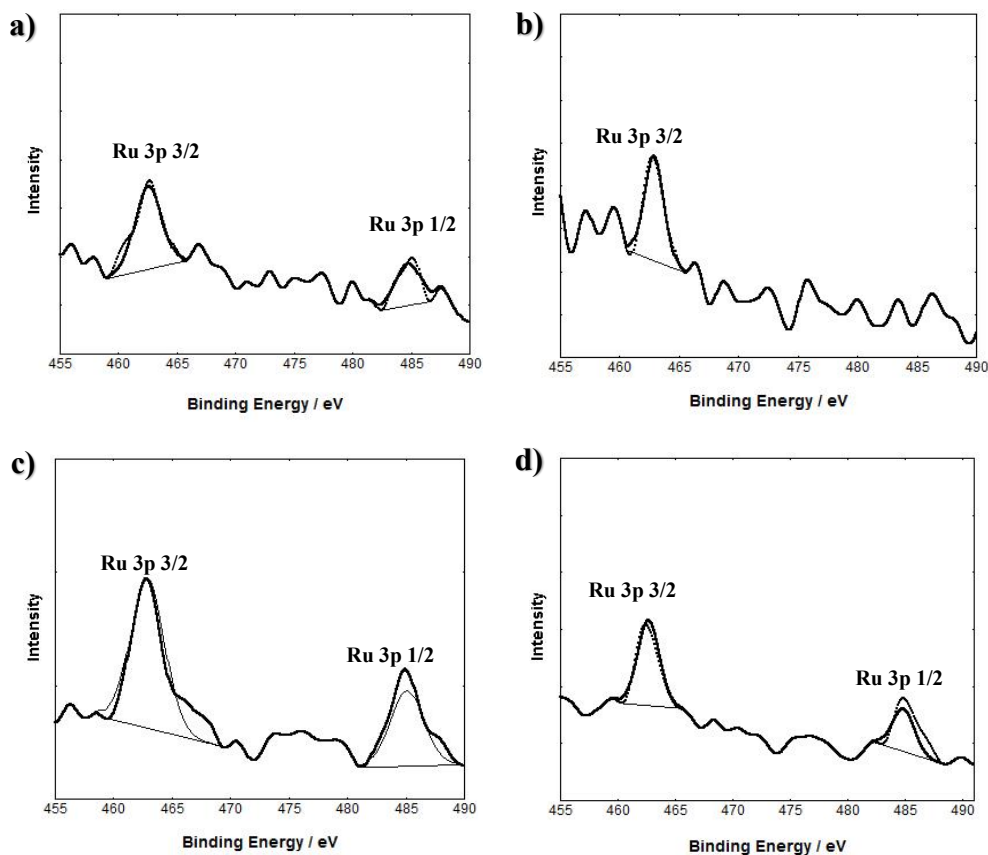 a)
Intensity
Ru 3p 3/2
Ru 3p 1/2
455 460 465 470 475 480 485 490
Binding Energy / eV
b)
Intensity
Ru 3p 3/2
455 460 465 470 475 480 485 490
Binding Energy / eV
c)
Intensity
Ru 3p 3/2
Ru 3p 1/2
455 460 465 470 475 480 485 490
Binding Energy / eV
d)
Intensity
Ru 3p 3/2
Ru 3p 1/2
455 460 465 470 475 480 485 490
Binding Energy / eV